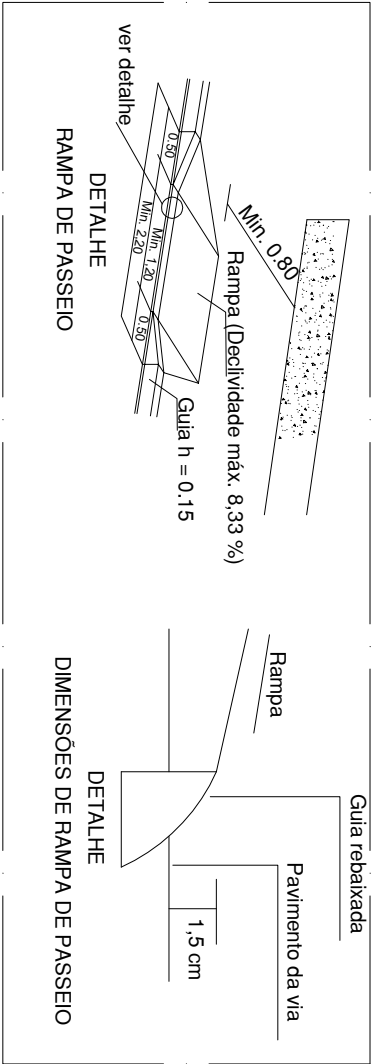 Min. 0.80
Rampa (Declividade máx. 8,33 %)
Guia h = 0.15
0.50
Min. 1,20
0.50
Min. 2,20
ver detalhe
DETALHE
RAMPA DE PASSEIO
Guia rebaixada
Pavimento da via
Rampa
1,5 cm
DETALHE
DIMENSÕES DE RAMPA DE PASSEIO